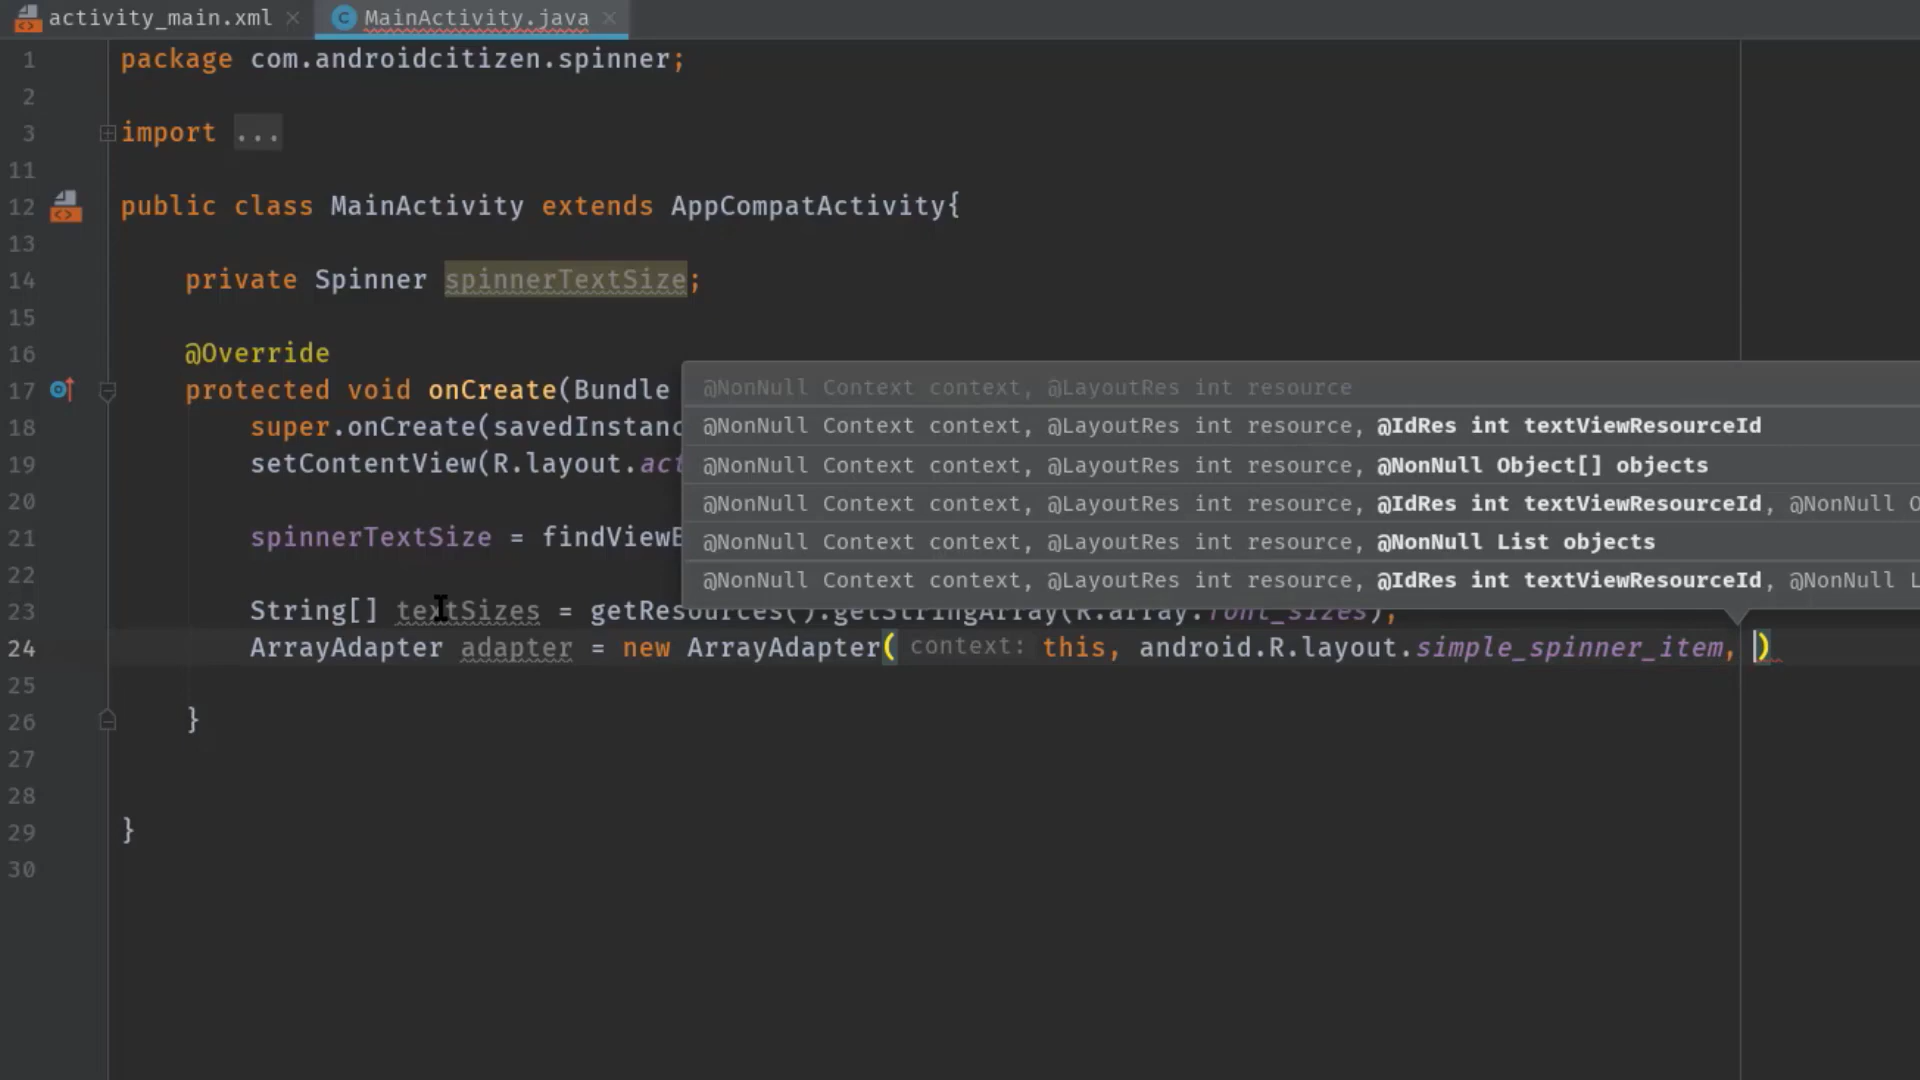 activity_main.xml
MainActivity.java
1 package com.androidcitizen.spinner;
2
3 import ...
11
12 public class MainActivity extends AppCompatActivity{
13
14 private Spinner spinnerTextSize;
15
16 @Override
@NonNull Context context, @LayoutRes int resource
17 protected void onCreate(Bundle
@NonNull Context context, @LayoutRes int resource, @IdRes int textViewResourceId
18 super.onCreate(savedInstanc
@NonNull Context context, @LayoutRes int resource, @NonNull Object[] objects
19 setContentView(R.layout.act
@NonNull Context context, @LayoutRes int resource, @IdRes int textViewResourceId, @NonNull O
20
@NonNull Context context, @LayoutRes int resource, @NonNull List objects
21 spinnerTextSize = findViewB
@NonNull Context context, @LayoutRes int resource, @IdRes int textViewResourceId, @NonNull L
22
23 String[] textSizes = getResources().getStringArray(R.array.font_sizes);
24 ArrayAdapter adapter = new ArrayAdapter( context: this, android.R.layout.simple_spinner_item, )
25
26 }
27
28
29 }
30